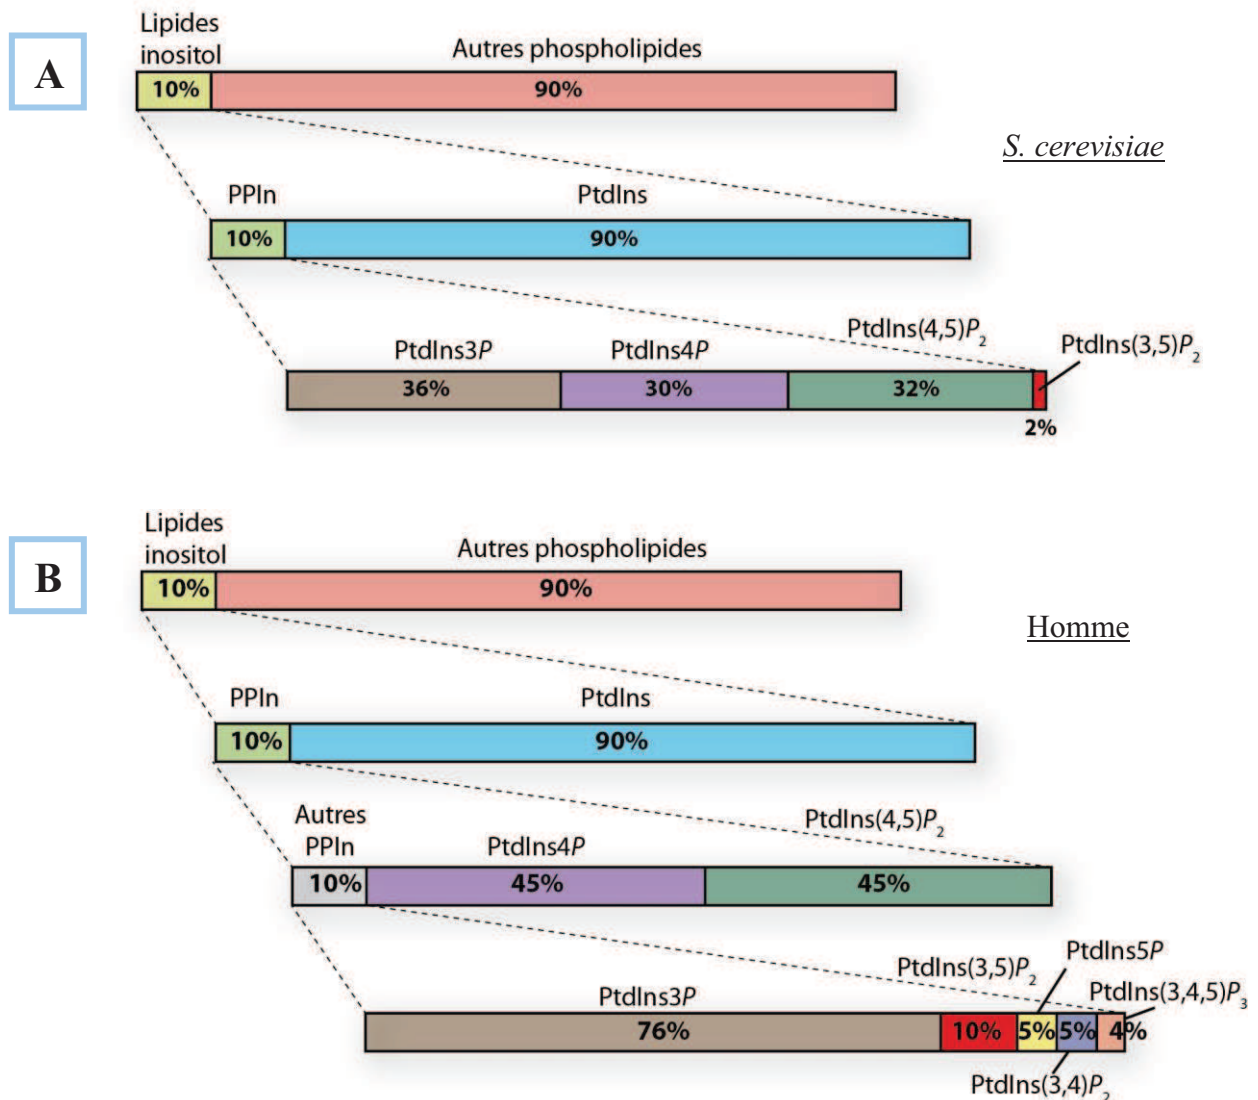 A
Lipides
inositol
Autres phospholipides
10%
90%
S. cerevisiae
PPIn
PtdIns
10%
90%
PtdIns3P
PtdIns4P
PtdIns(4,5)P2
PtdIns(3,5)P2
36%
30%
32%
2%
B
Lipides
inositol
Autres phospholipides
10%
90%
Homme
PPIn
PtdIns
10%
90%
Autres
PPIn
PtdIns4P
PtdIns(4,5)P2
10%
45%
45%
PtdIns3P
PtdIns(3,5)P2
PtdIns5P
PtdIns(3,4,5)P3
76%
10%
5%
5%
4%
PtdIns(3,4)P2